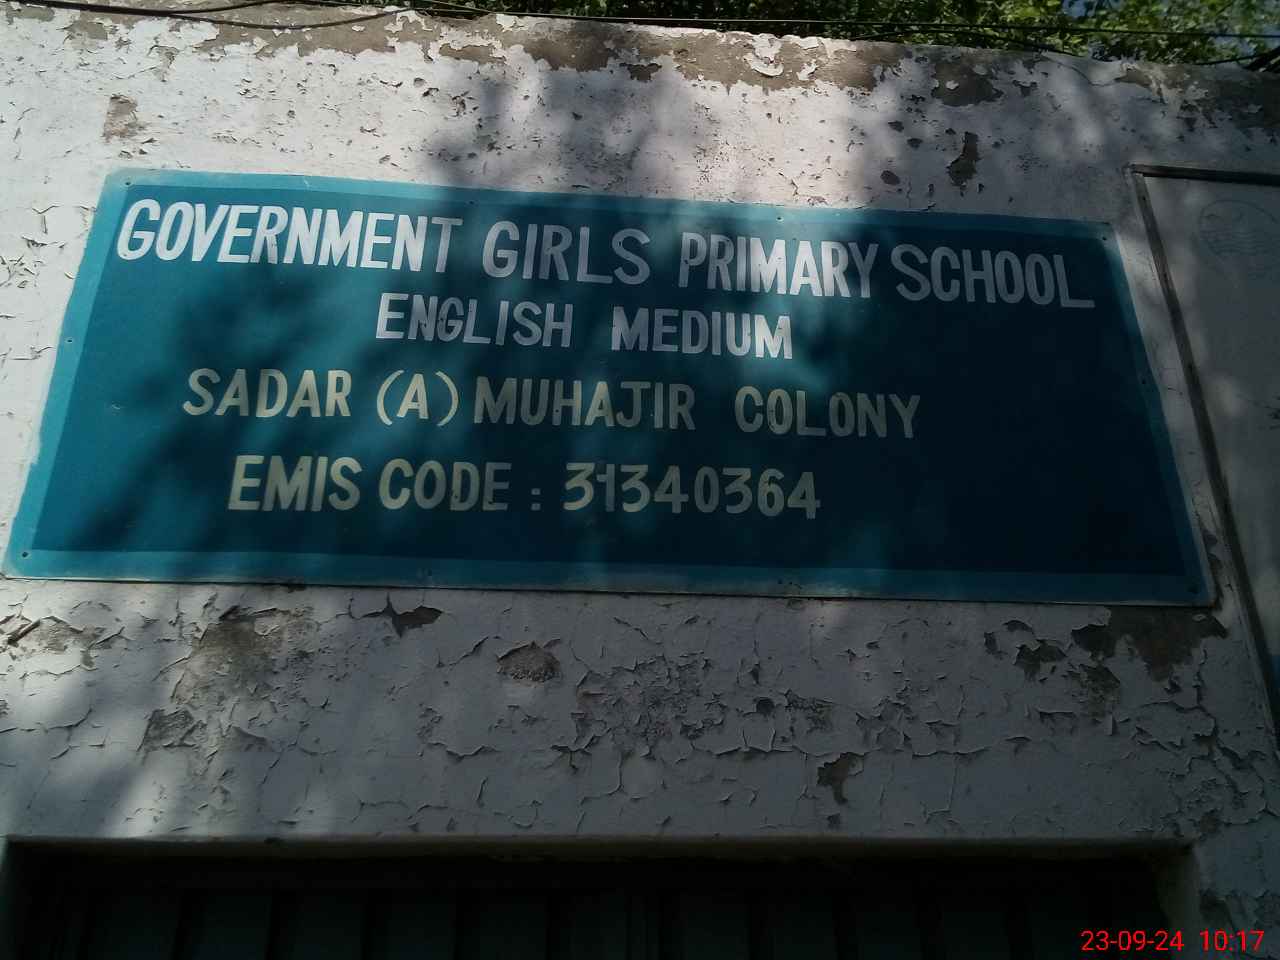 GOVERNMENT GIRLS PRIMARY SCHOOL
ENGLISH MEDIUM
SADAR (A) MUHAJIR COLONY
EMIS CODE : 31340364
23-09-24 10:17